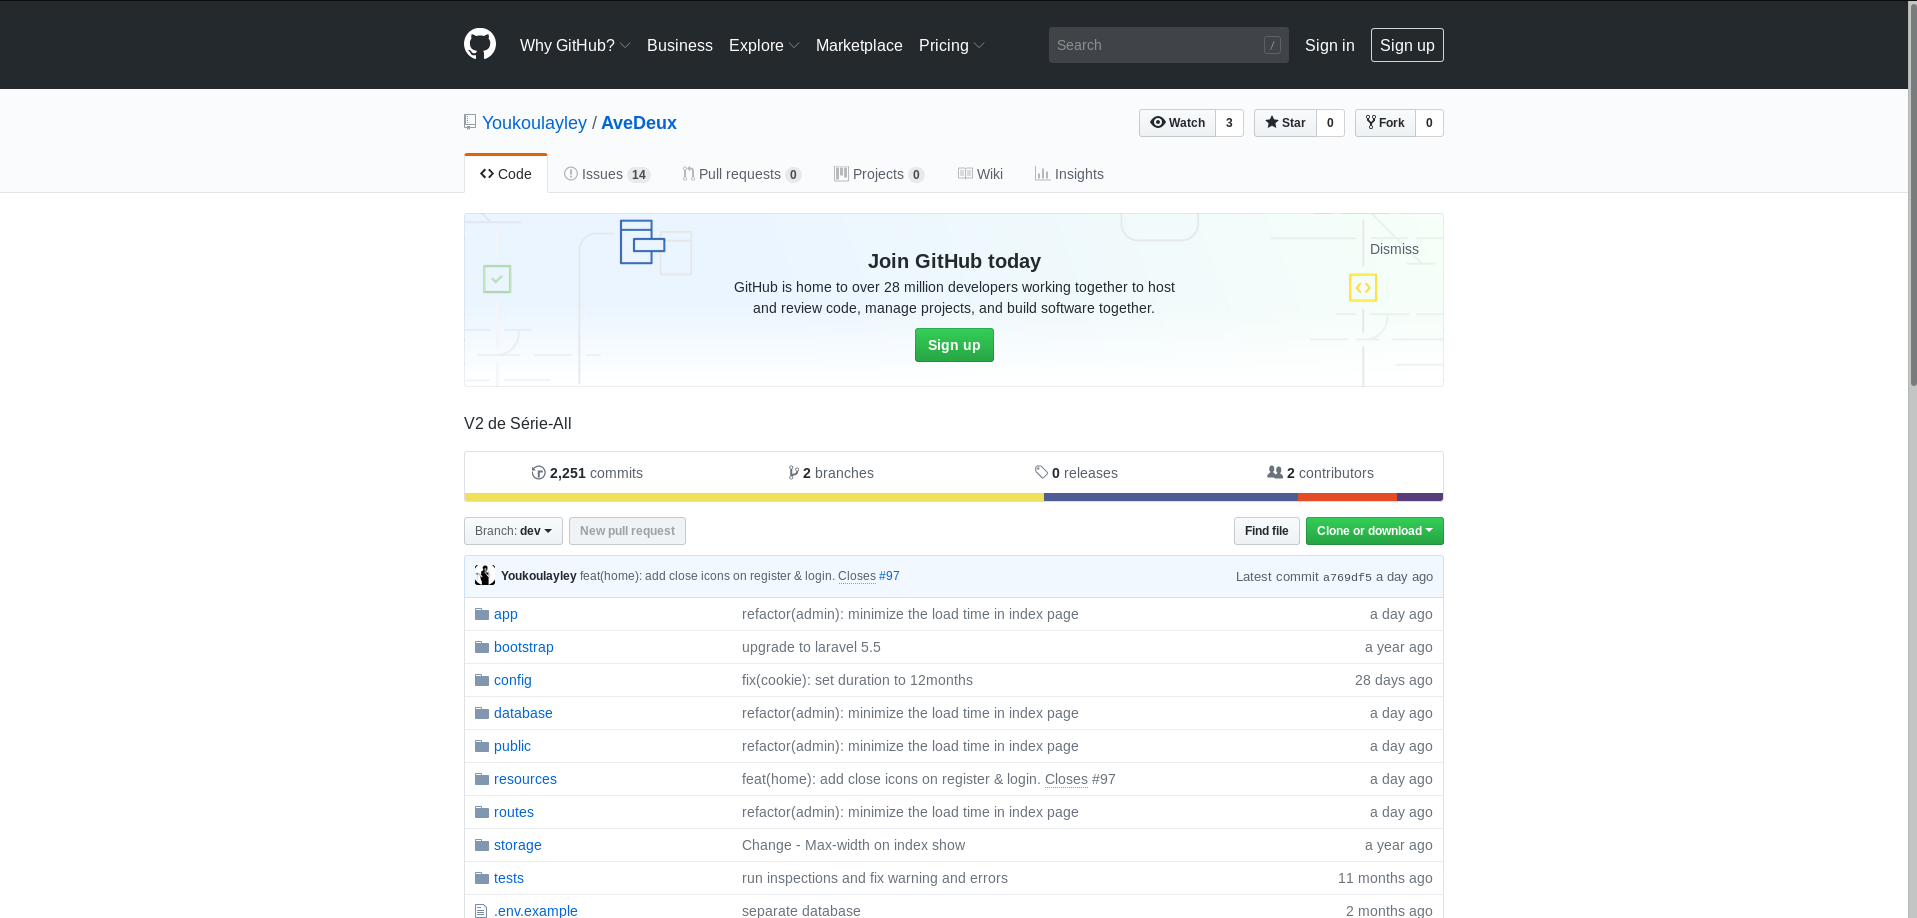 Why GitHub? Business Explore Marketplace Pricing Search / Sign in Sign up
Youkoulayley / AveDeux Watch 3 Star 0 Fork 0
Code Issues 14 Pull requests 0 Projects 0 Wiki Insights
Dismiss
Join GitHub today
GitHub is home to over 28 million developers working together to host
and review code, manage projects, and build software together.
Sign up
V2 de Série-All
2,251 commits 2 branches 0 releases 2 contributors
Branch: dev New pull request Find file Clone or download
Youkoulayley feat(home): add close icons on register & login. Closes #97 Latest commit a769df5 a day ago
app refactor(admin): minimize the load time in index page a day ago
bootstrap upgrade to laravel 5.5 a year ago
config fix(cookie): set duration to 12months 28 days ago
database refactor(admin): minimize the load time in index page a day ago
public refactor(admin): minimize the load time in index page a day ago
resources feat(home): add close icons on register & login. Closes #97 a day ago
routes refactor(admin): minimize the load time in index page a day ago
storage Change - Max-width on index show a year ago
tests run inspections and fix warning and errors 11 months ago
.env.example separate database 2 months ago